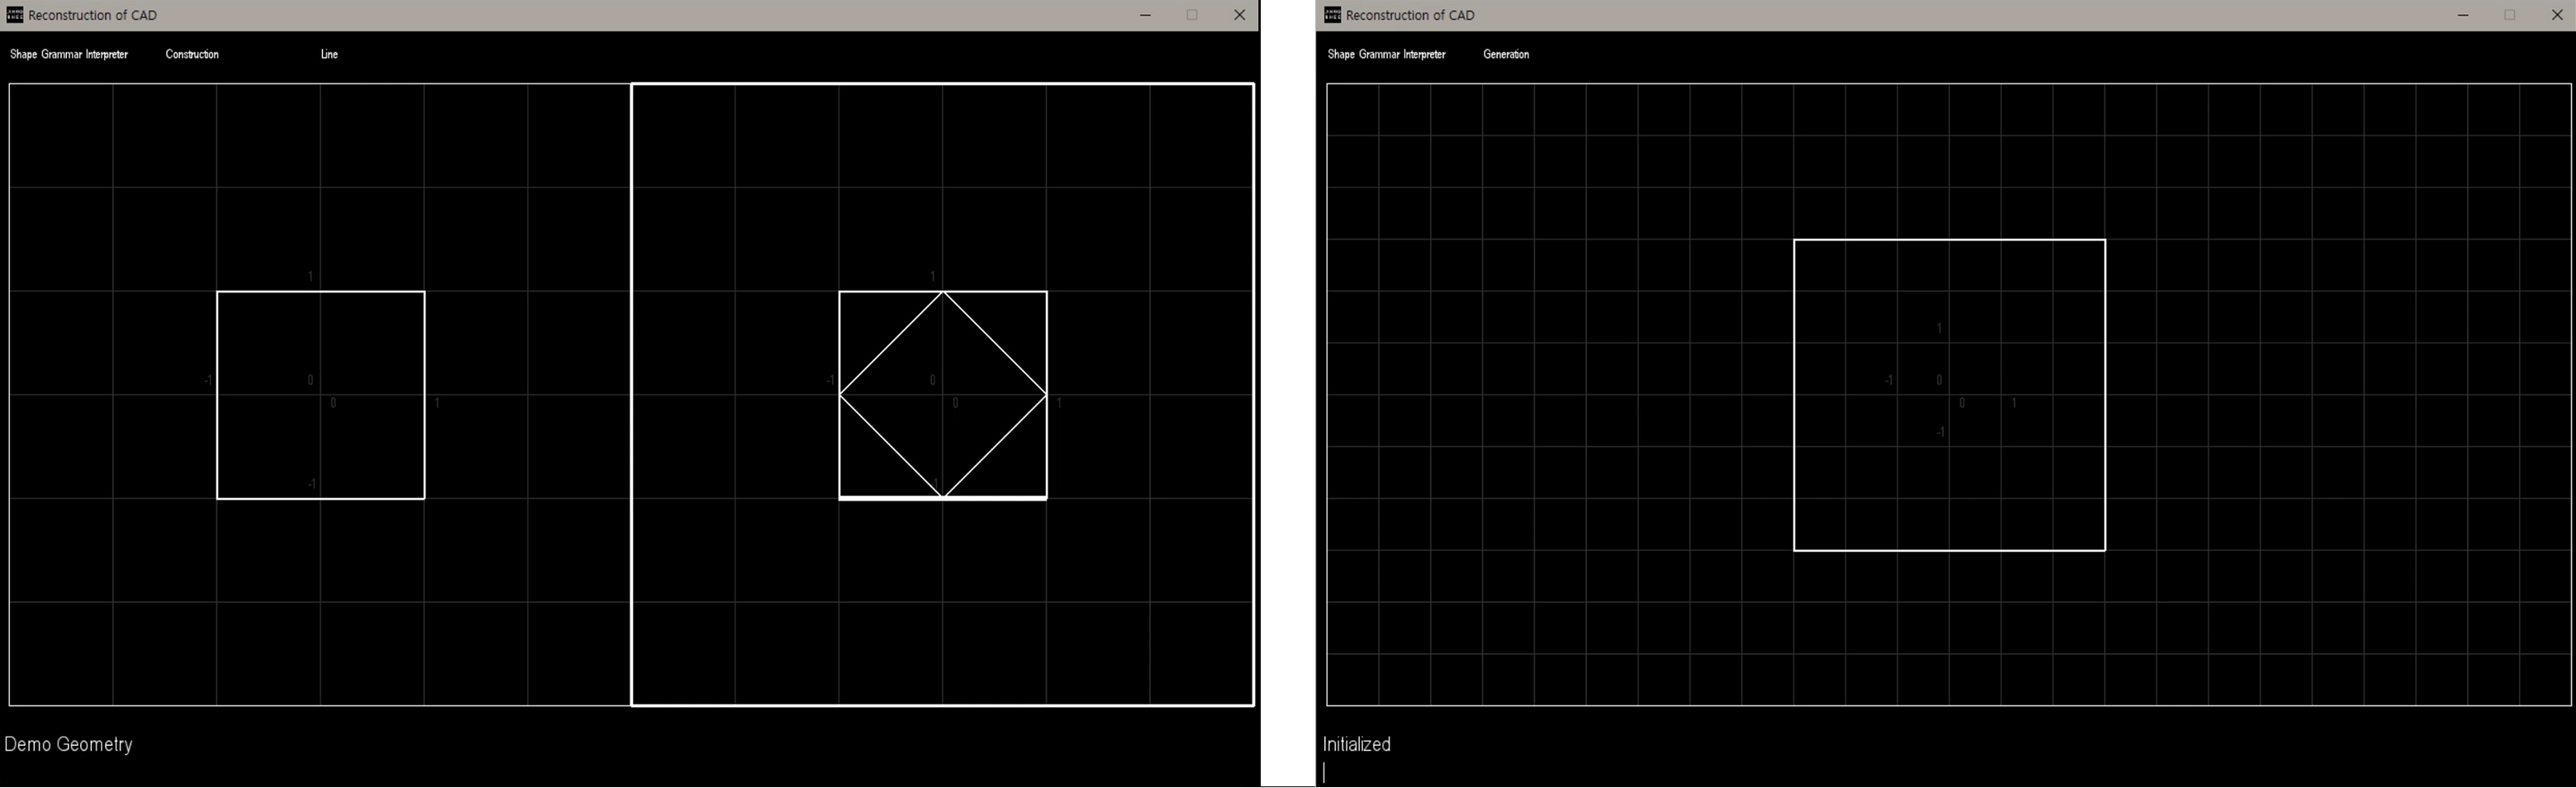 Reconstruction of CAD
Shape Grammar Interpreter Construction Line
1
-1 0
0 1
-1
1
-1 0
0 1
Demo Geometry
Reconstruction of CAD
Shape Grammar Interpreter Generation
1
-1 0
0 1
-1
Initialized